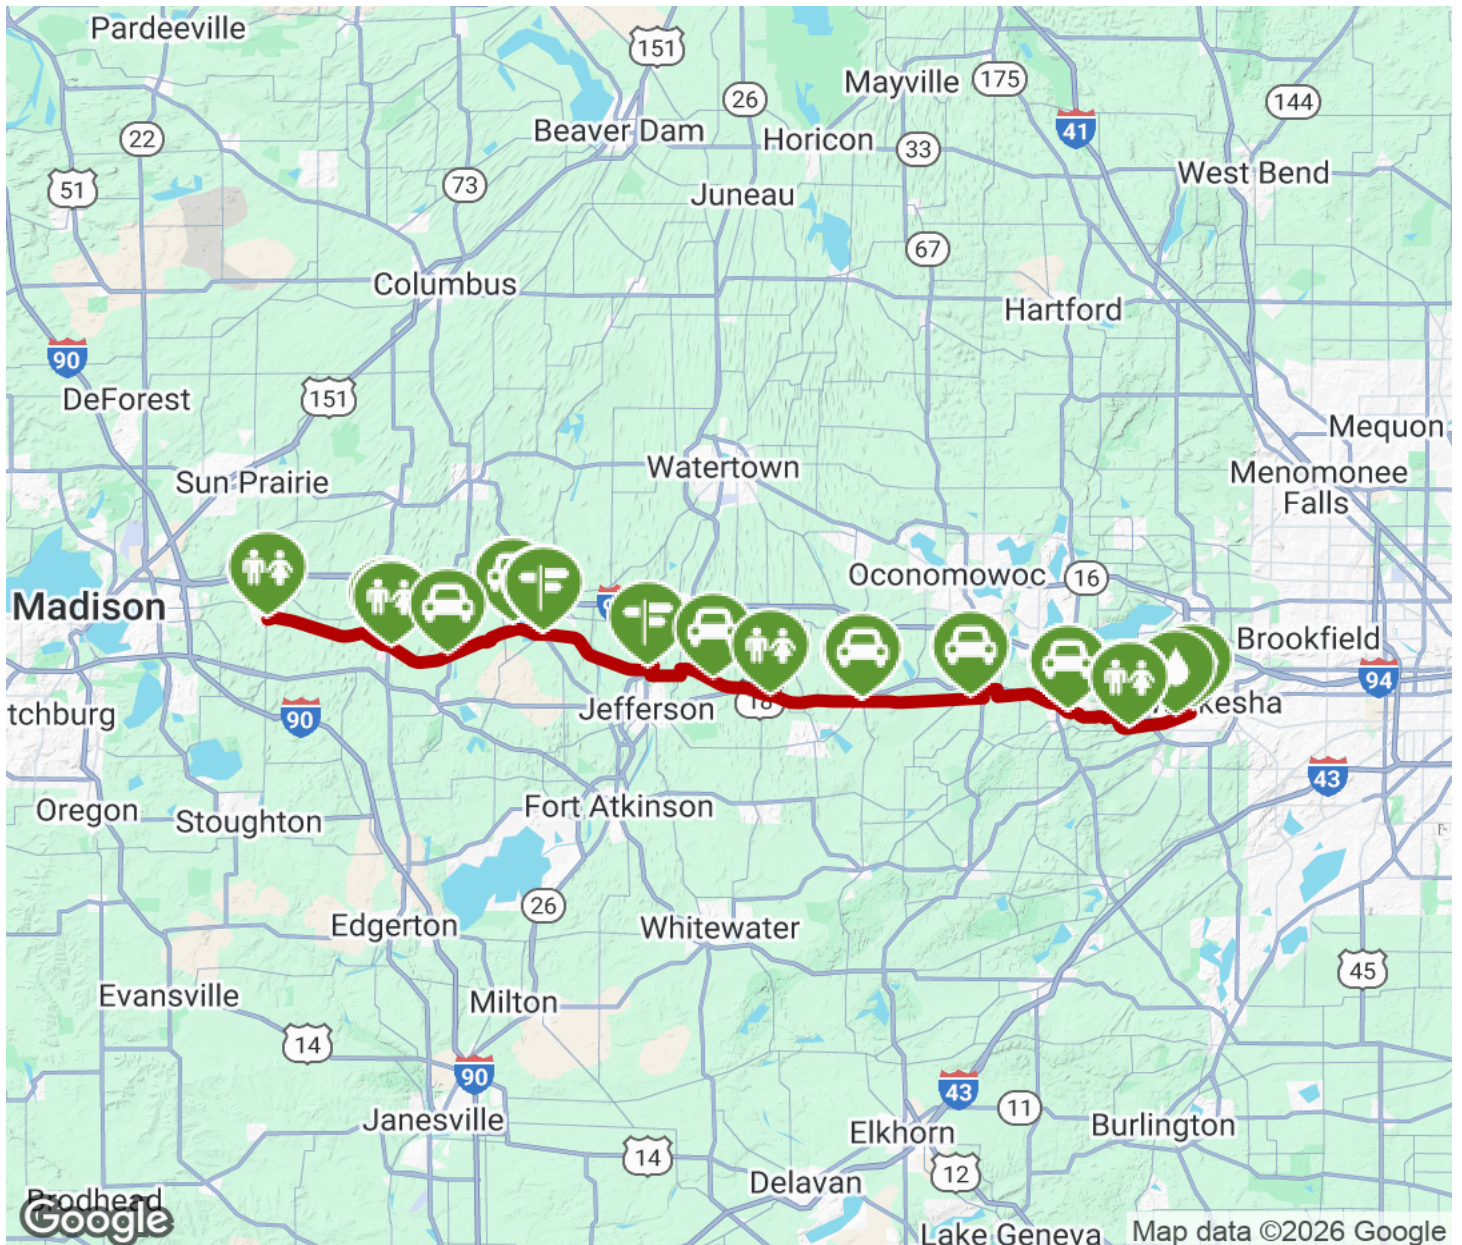 Pardeeville
151
26
Mayville
175
144
22
Beaver Dam
Horicon
33
41
51
73
Juneau
West Bend
67
Columbus
Hartford
90
DeForest
151
Mequon
Watertown
Menomonee
Falls
Sun Prairie
Oconomowoc
16
Madison
Brookfield
94
tchburg
90
Jefferson
18
kesha
43
Oregon
Stoughton
Fort Atkinson
26
Edgerton
Whitewater
45
Evansville
Milton
14
90
43
11
Janesville
Elkhorn
Burlington
14
12
Delavan
Brodhead
Google
Lake Geneva
Map data ©2026 Google